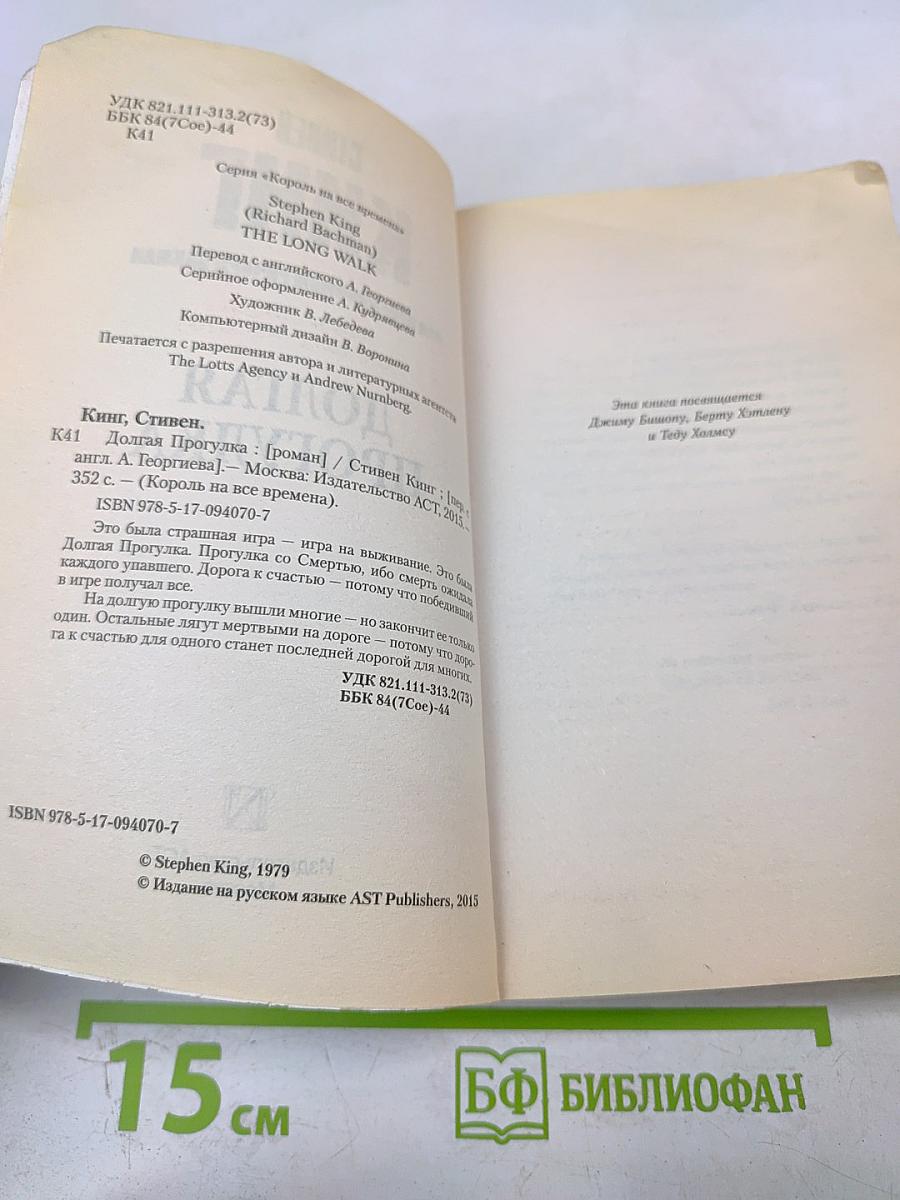 УДК 821.111-313.2(73)
ББК 84(7Сое)-44
К41
Серия «Король на все времена»
Stephen King
(Richard Bachman)
THE LONG WALK
Перевод с английского А. Георгиева
Серийное оформление А. Кудрявцева
Художник В. Лебедева
Компьютерный дизайн В. Воронина
Печатается с разрешения автора и литературных агентств
The Lotts Agency и Andrew Nurnberg.
Кинг, Стивен.
К41 Долгая Прогулка : [роман] / Стивен Кинг ; [пер. с
англ. А. Георгиева].— Москва: Издательство АСТ, 2015. —
352 с. — (Король на все времена).
ISBN 978-5-17-094070-7
Это была страшная игра — игра на выживание. Это была
Долгая Прогулка. Прогулка со Смертью, ибо смерть ожидала
каждого упавшего. Дорога к счастью — потому что победивший
в игре получал все.
На долгую прогулку вышли многие — но закончит ее только
один. Остальные лягут мертвыми на дороге — потому что доро-
га к счастью для одного станет последней дорогой для многих.
УДК 821.111-313.2(73)
ББК 84(7Сое)-44
ISBN 978-5-17-094070-7
© Stephen King, 1979
© Издание на русском языке AST Publishers, 2015
Эта книга посвящается
Джиму Бишопу, Берту Хэтлену
и Теду Холмсу
15 см
БФ БИБЛИОФАН